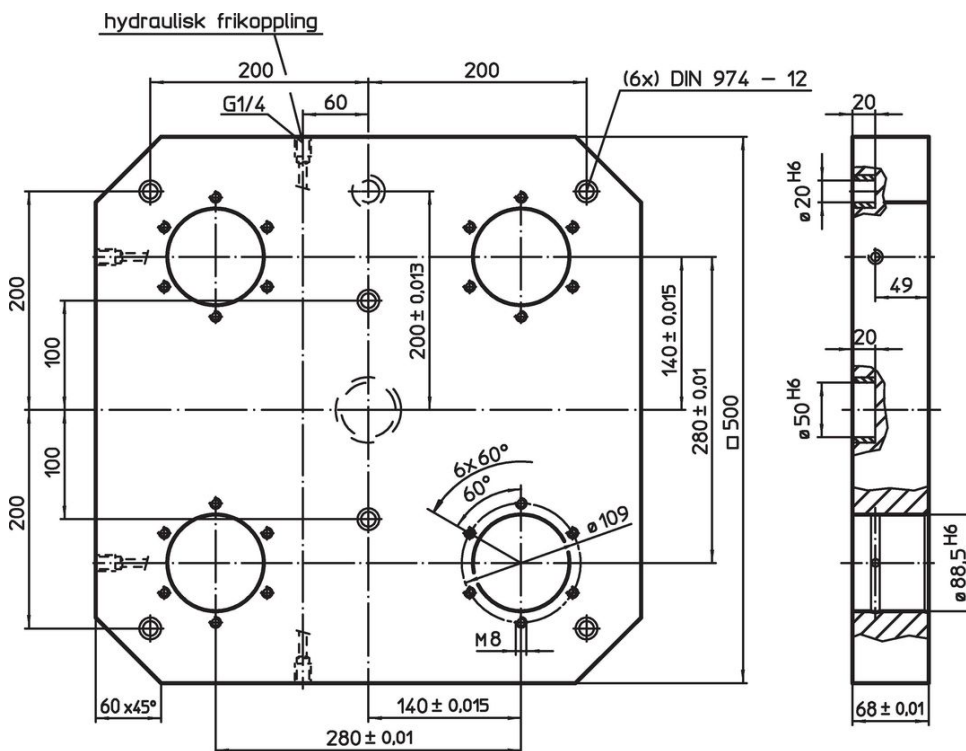 hydraulisk frikoppling
200
200
(6x) DIN 974 - 12
G1/4
60
20
ø20 H6
200
100
200±0,013
140±0,015
280±0,01
□500
49
20
ø50 H6
100
200
6x60°
60°
ø109
M8
ø88,5 H6
60x45°
140±0,015
280±0,01
68±0,01